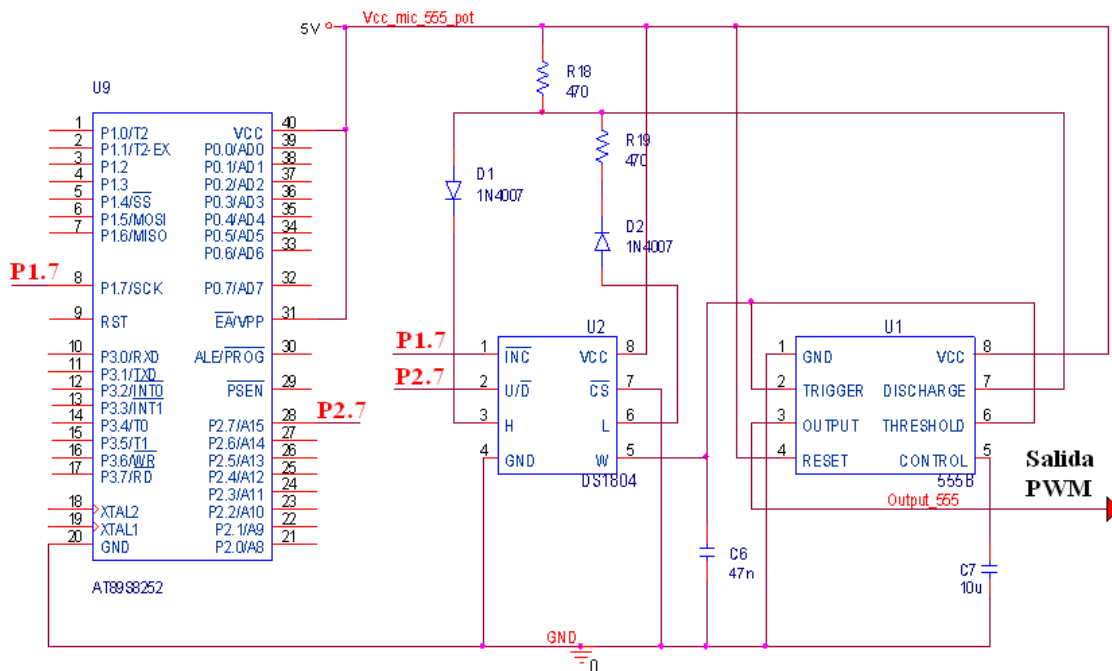 5V
Vcc_mic_555_pot
R18
470
U9
R19
470
D1
1N4007
D2
1N4007
1 P1.0/T2
2 P1.1/T2-EX
3 P1.2
4 P1.3
5 P1.4/SS
6 P1.5/MOSI
7 P1.6/MISO
P1.7
8 P1.7/SCK
9 RST
10 P3.0/RXD
11 P3.1/TXD
12 P3.2/INT0
13 P3.3/INT1
14 P3.4/T0
15 P3.5/T1
16 P3.6/WR
17 P3.7/RD
18 XTAL2
19 XTAL1
20 GND
VCC 40
P0.0/AD0 39
P0.1/AD1 38
P0.2/AD2 37
P0.3/AD3 36
P0.4/AD4 35
P0.5/AD5 34
P0.6/AD6 33
P0.7/AD7 32
EA/VPP 31
ALE/PROG 30
PSEN 29
P2.7/A15 28
P2.7
P2.6/A14 27
P2.5/A13 26
P2.4/A12 25
P2.3/A11 24
P2.2/A10 23
P2.1/A9 22
P2.0/A8 21
AT89S8252
U2
P1.7
1 INC
P2.7
2 U/D
3 H
4 GND
VCC 8
CS 7
L 6
W 5
DS1804
U1
1 GND
2 TRIGGER
3 OUTPUT
4 RESET
VCC 8
DISCHARGE 7
THRESHOLD 6
CONTROL 5
555B
Salida
PWM
Output_555
C6
47n
C7
10u
GND
0